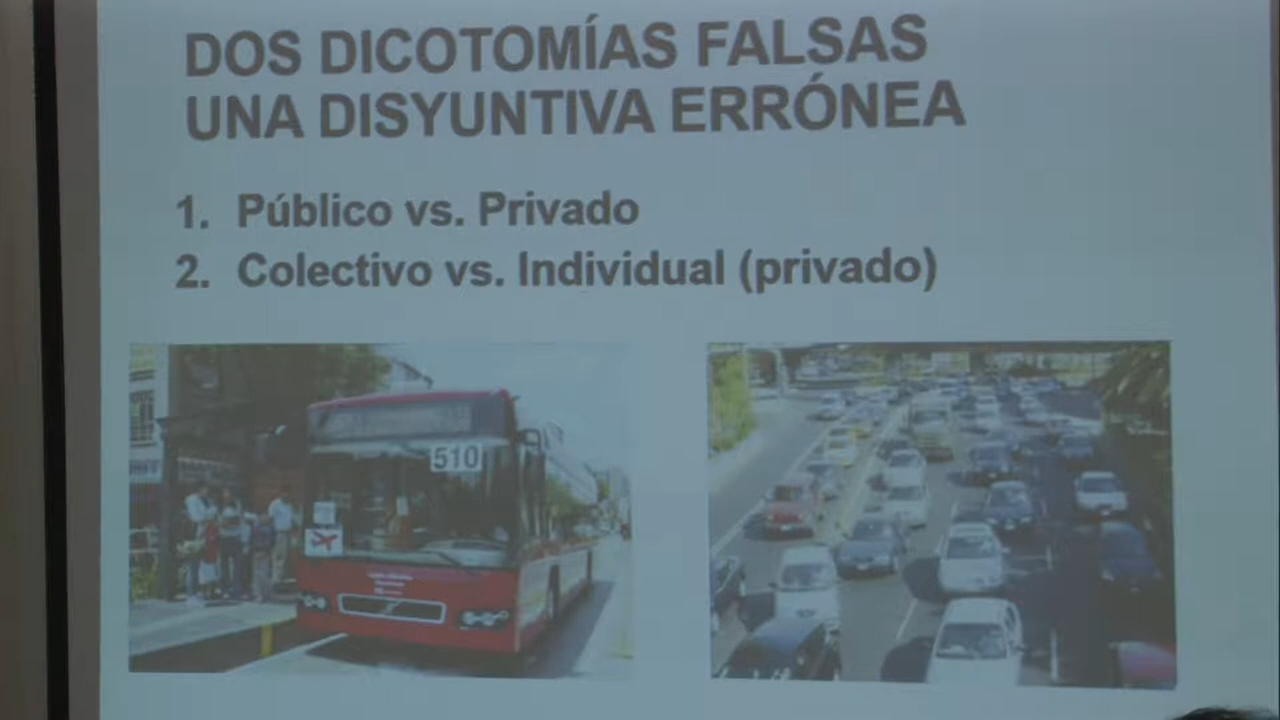 DOS DICOTOMÍAS FALSAS
UNA DISYUNTIVA ERRÓNEA
1. Público vs. Privado
2. Colectivo vs. Individual (privado)
510